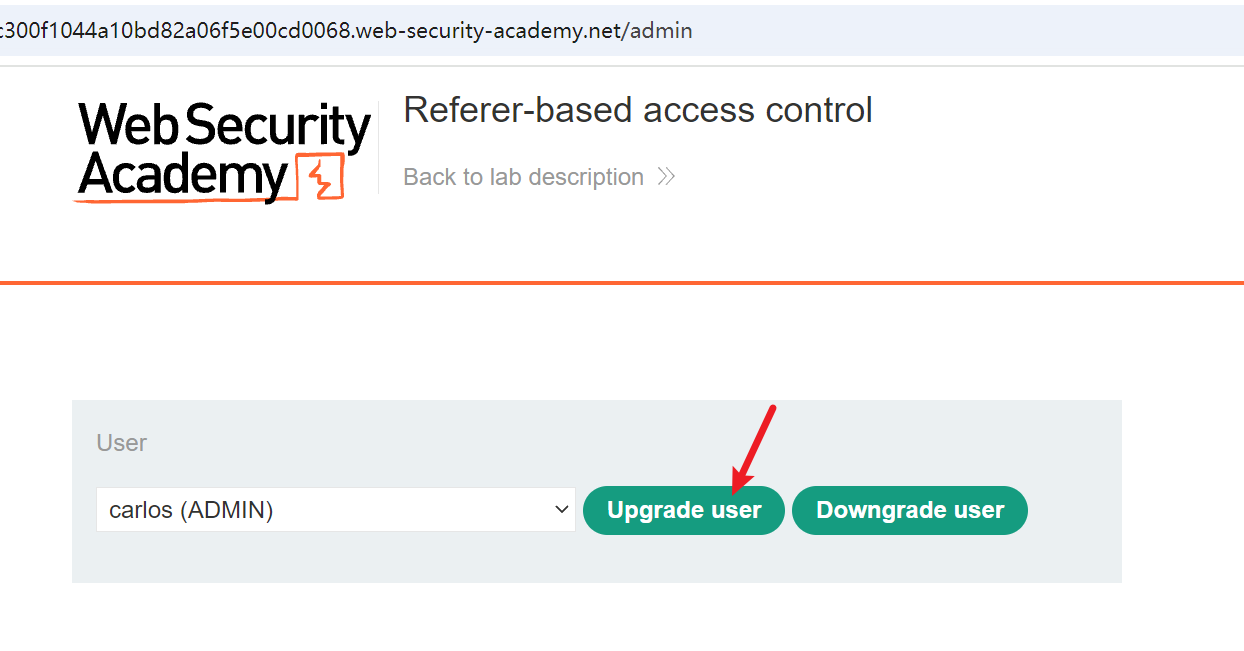 c300f1044a10bd82a06f5e00cd0068.web-security-academy.net/admin
Web Security
Academy
Referer-based access control
Back to lab description
User
carlos (ADMIN)
Upgrade user
Downgrade user